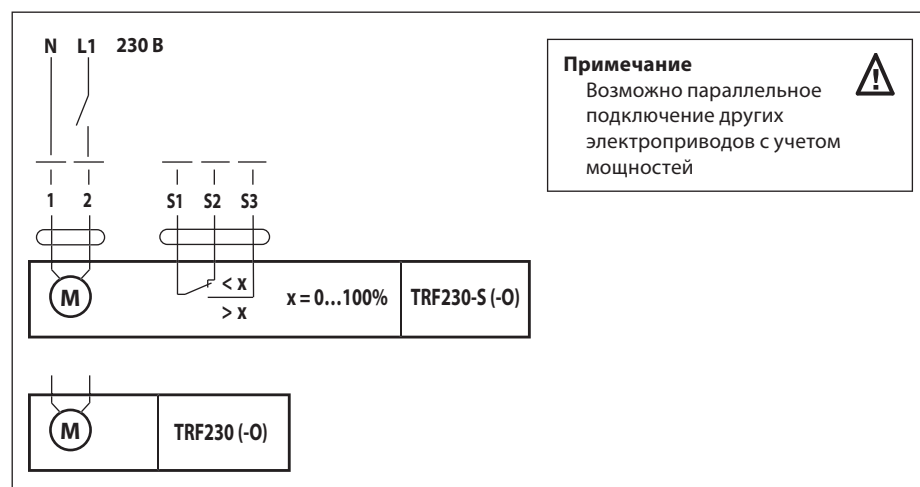 N L1 230 В
Примечание
Возможно параллельное
подключение других
электроприводов с учетом
мощностей
1 2 S1 S2 S3
M < x x = 0...100% TRF230-S (-O)
> x
M TRF230 (-O)